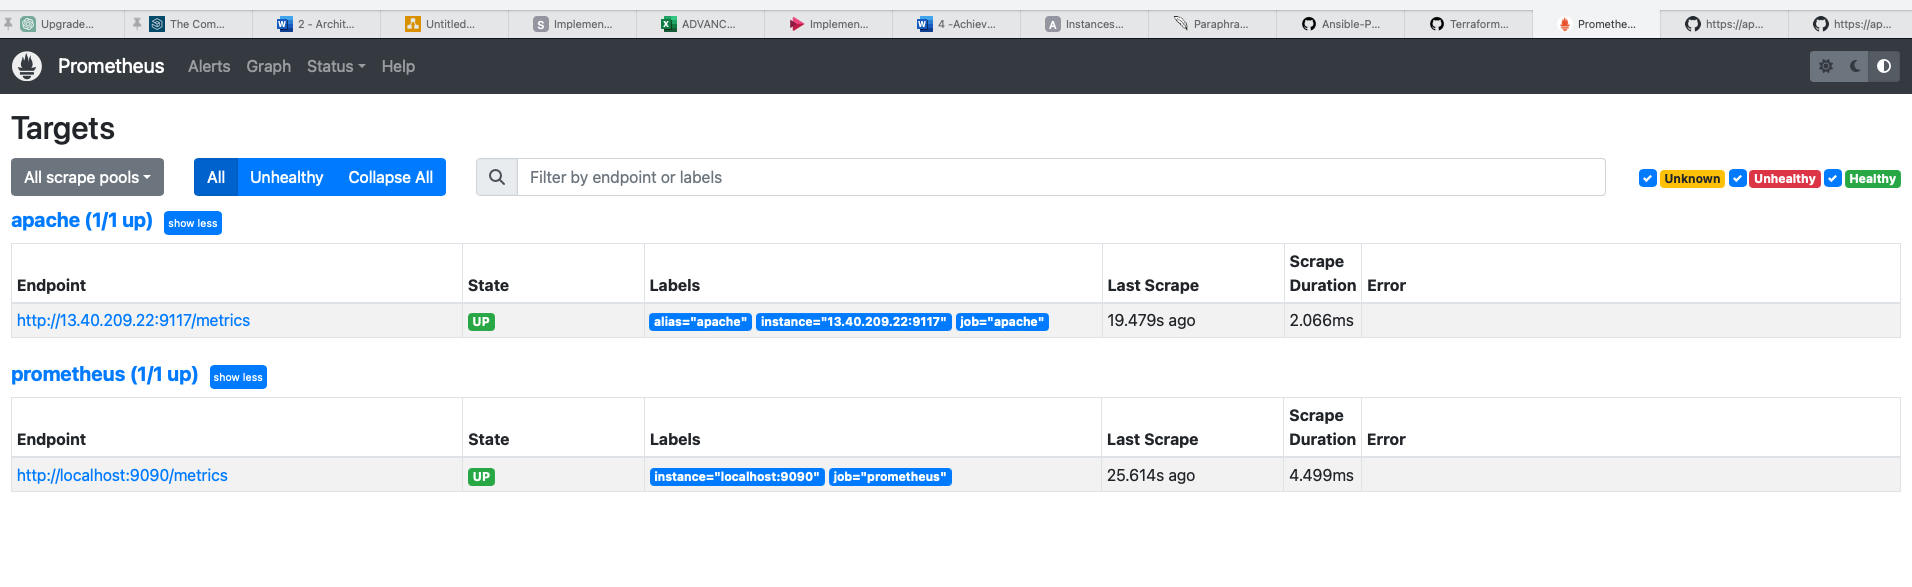 Upgrade... The Com... 2 - Archit... Untitled... Implemen... ADVANC... Implemen... 4 -Achiev... Instances... Paraphra... Ansible-P... Terraform... Promethe... https://ap... https://ap...
Prometheus Alerts Graph Status Help
Targets
All scrape pools All Unhealthy Collapse All Filter by endpoint or labels Unknown Unhealthy Healthy
apache (1/1 up) show less
Endpoint State Labels Last Scrape Scrape Duration Error
http://13.40.209.22:9117/metrics UP alias="apache" instance="13.40.209.22:9117" job="apache" 19.479s ago 2.066ms
prometheus (1/1 up) show less
Endpoint State Labels Last Scrape Scrape Duration Error
http://localhost:9090/metrics UP instance="localhost:9090" job="prometheus" 25.614s ago 4.499ms